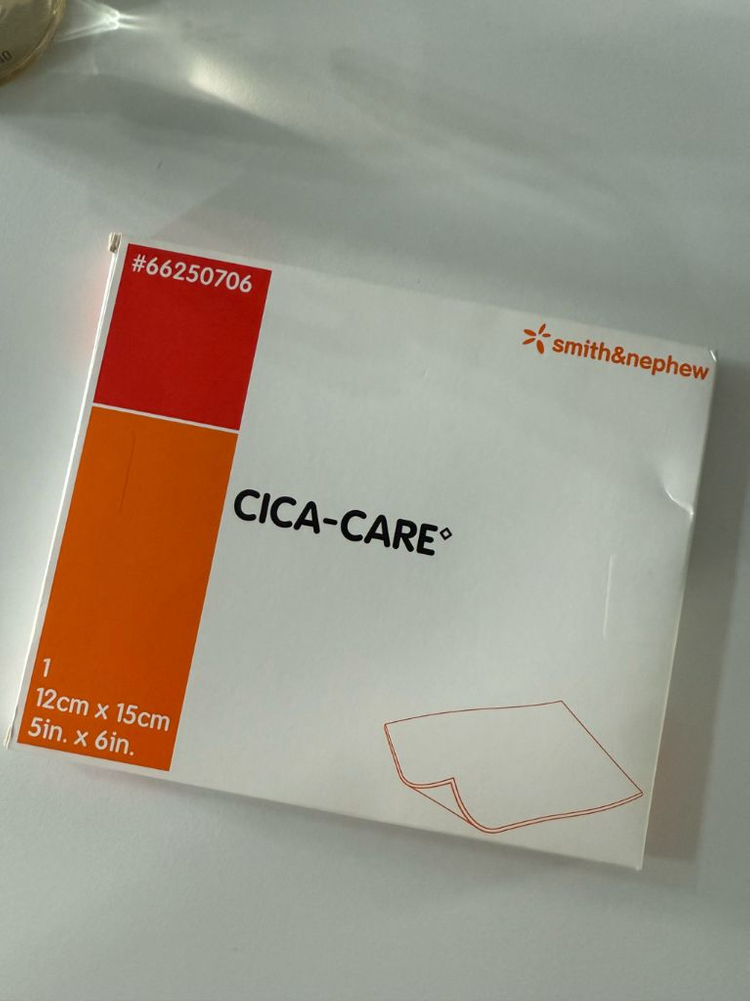 #66250706
smith&nephew
CICA-CARE◊
1
12cm x 15cm
5in. x 6in.